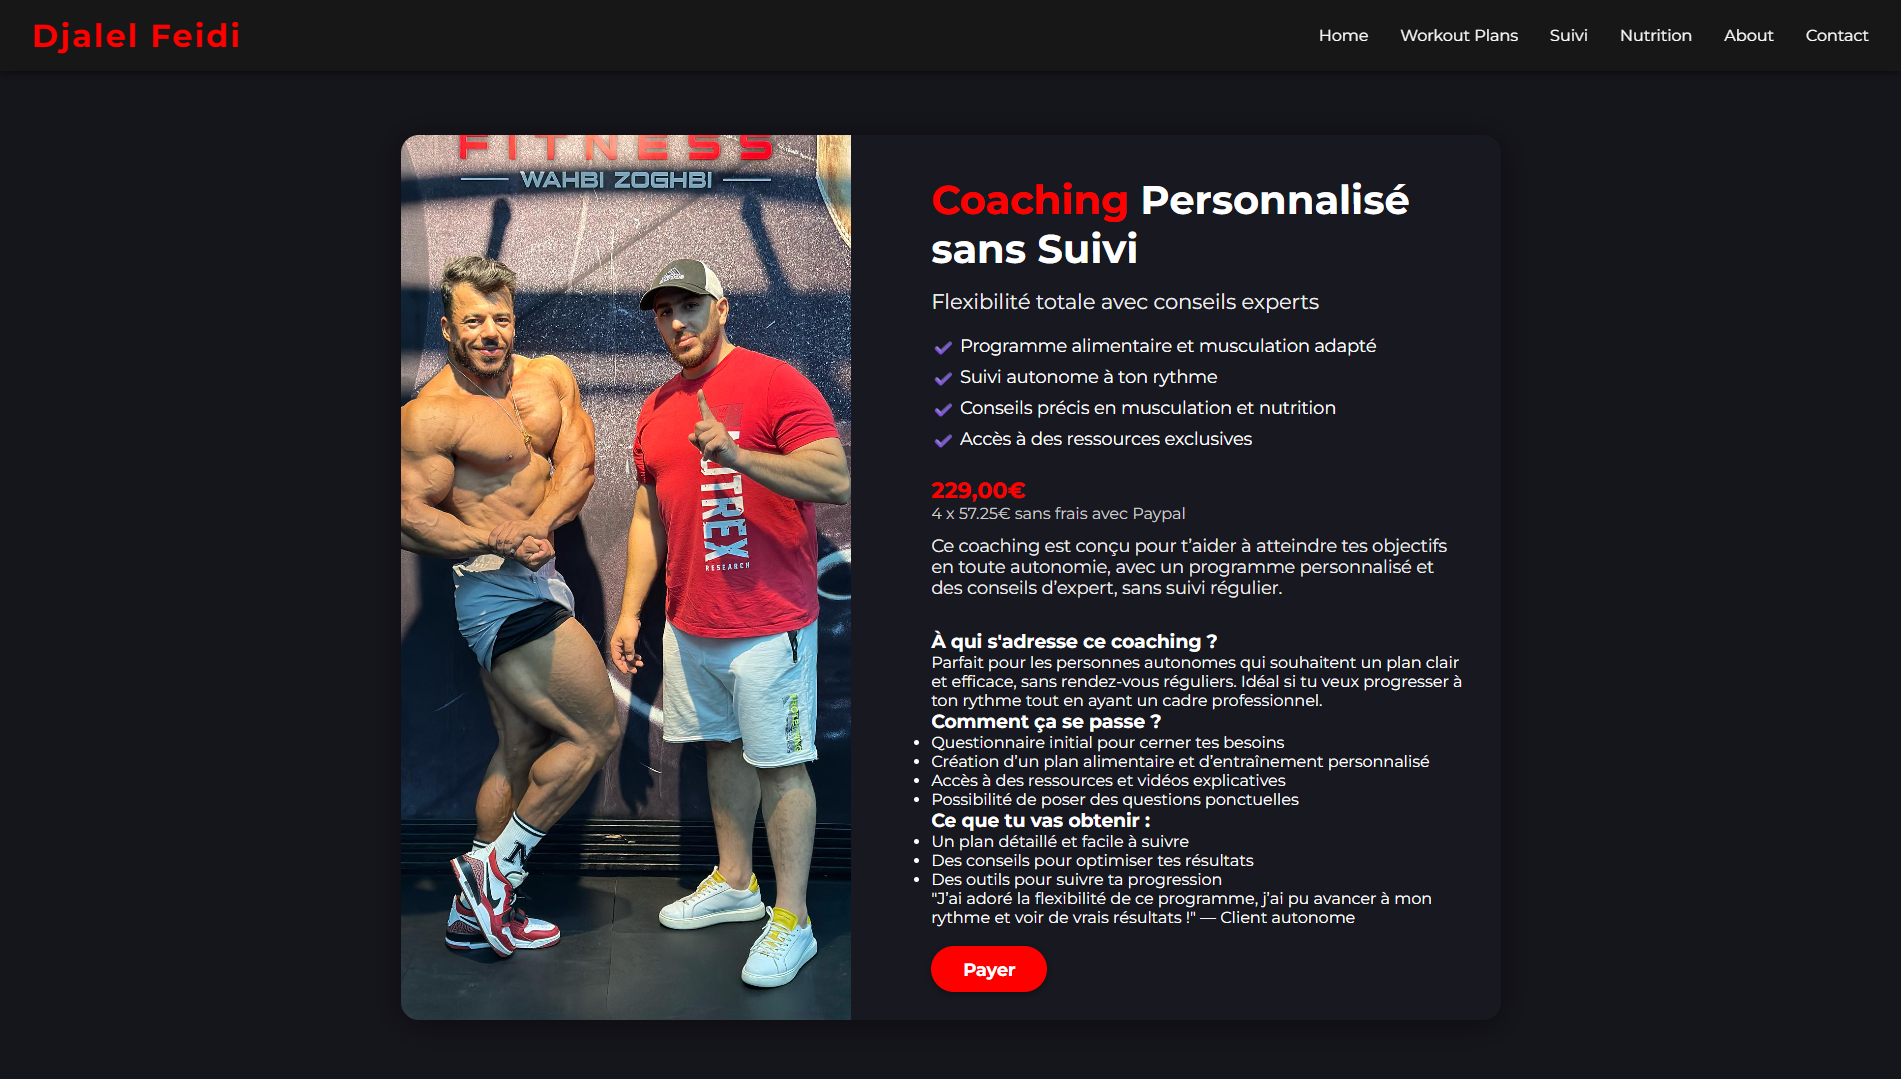 Djalel Feidi
Home
Workout Plans
Suivi
Nutrition
About
Contact
FITNESS
WAHBI ZOGHBI
NUTREX
RESEARCH
Coaching Personnalisé
sans Suivi
Flexibilité totale avec conseils experts
Programme alimentaire et musculation adapté
Suivi autonome à ton rythme
Conseils précis en musculation et nutrition
Accès à des ressources exclusives
229,00€
4 x 57.25€ sans frais avec Paypal
Ce coaching est conçu pour t’aider à atteindre tes objectifs
en toute autonomie, avec un programme personnalisé et
des conseils d’expert, sans suivi régulier.
À qui s'adresse ce coaching ?
Parfait pour les personnes autonomes qui souhaitent un plan clair
et efficace, sans rendez-vous réguliers. Idéal si tu veux progresser à
ton rythme tout en ayant un cadre professionnel.
Comment ça se passe ?
• Questionnaire initial pour cerner tes besoins
• Création d’un plan alimentaire et d’entraînement personnalisé
• Accès à des ressources et vidéos explicatives
• Possibilité de poser des questions ponctuelles
Ce que tu vas obtenir :
• Un plan détaillé et facile à suivre
• Des conseils pour optimiser tes résultats
• Des outils pour suivre ta progression
"J’ai adoré la flexibilité de ce programme, j’ai pu avancer à mon
rythme et voir de vrais résultats !" — Client autonome
Payer